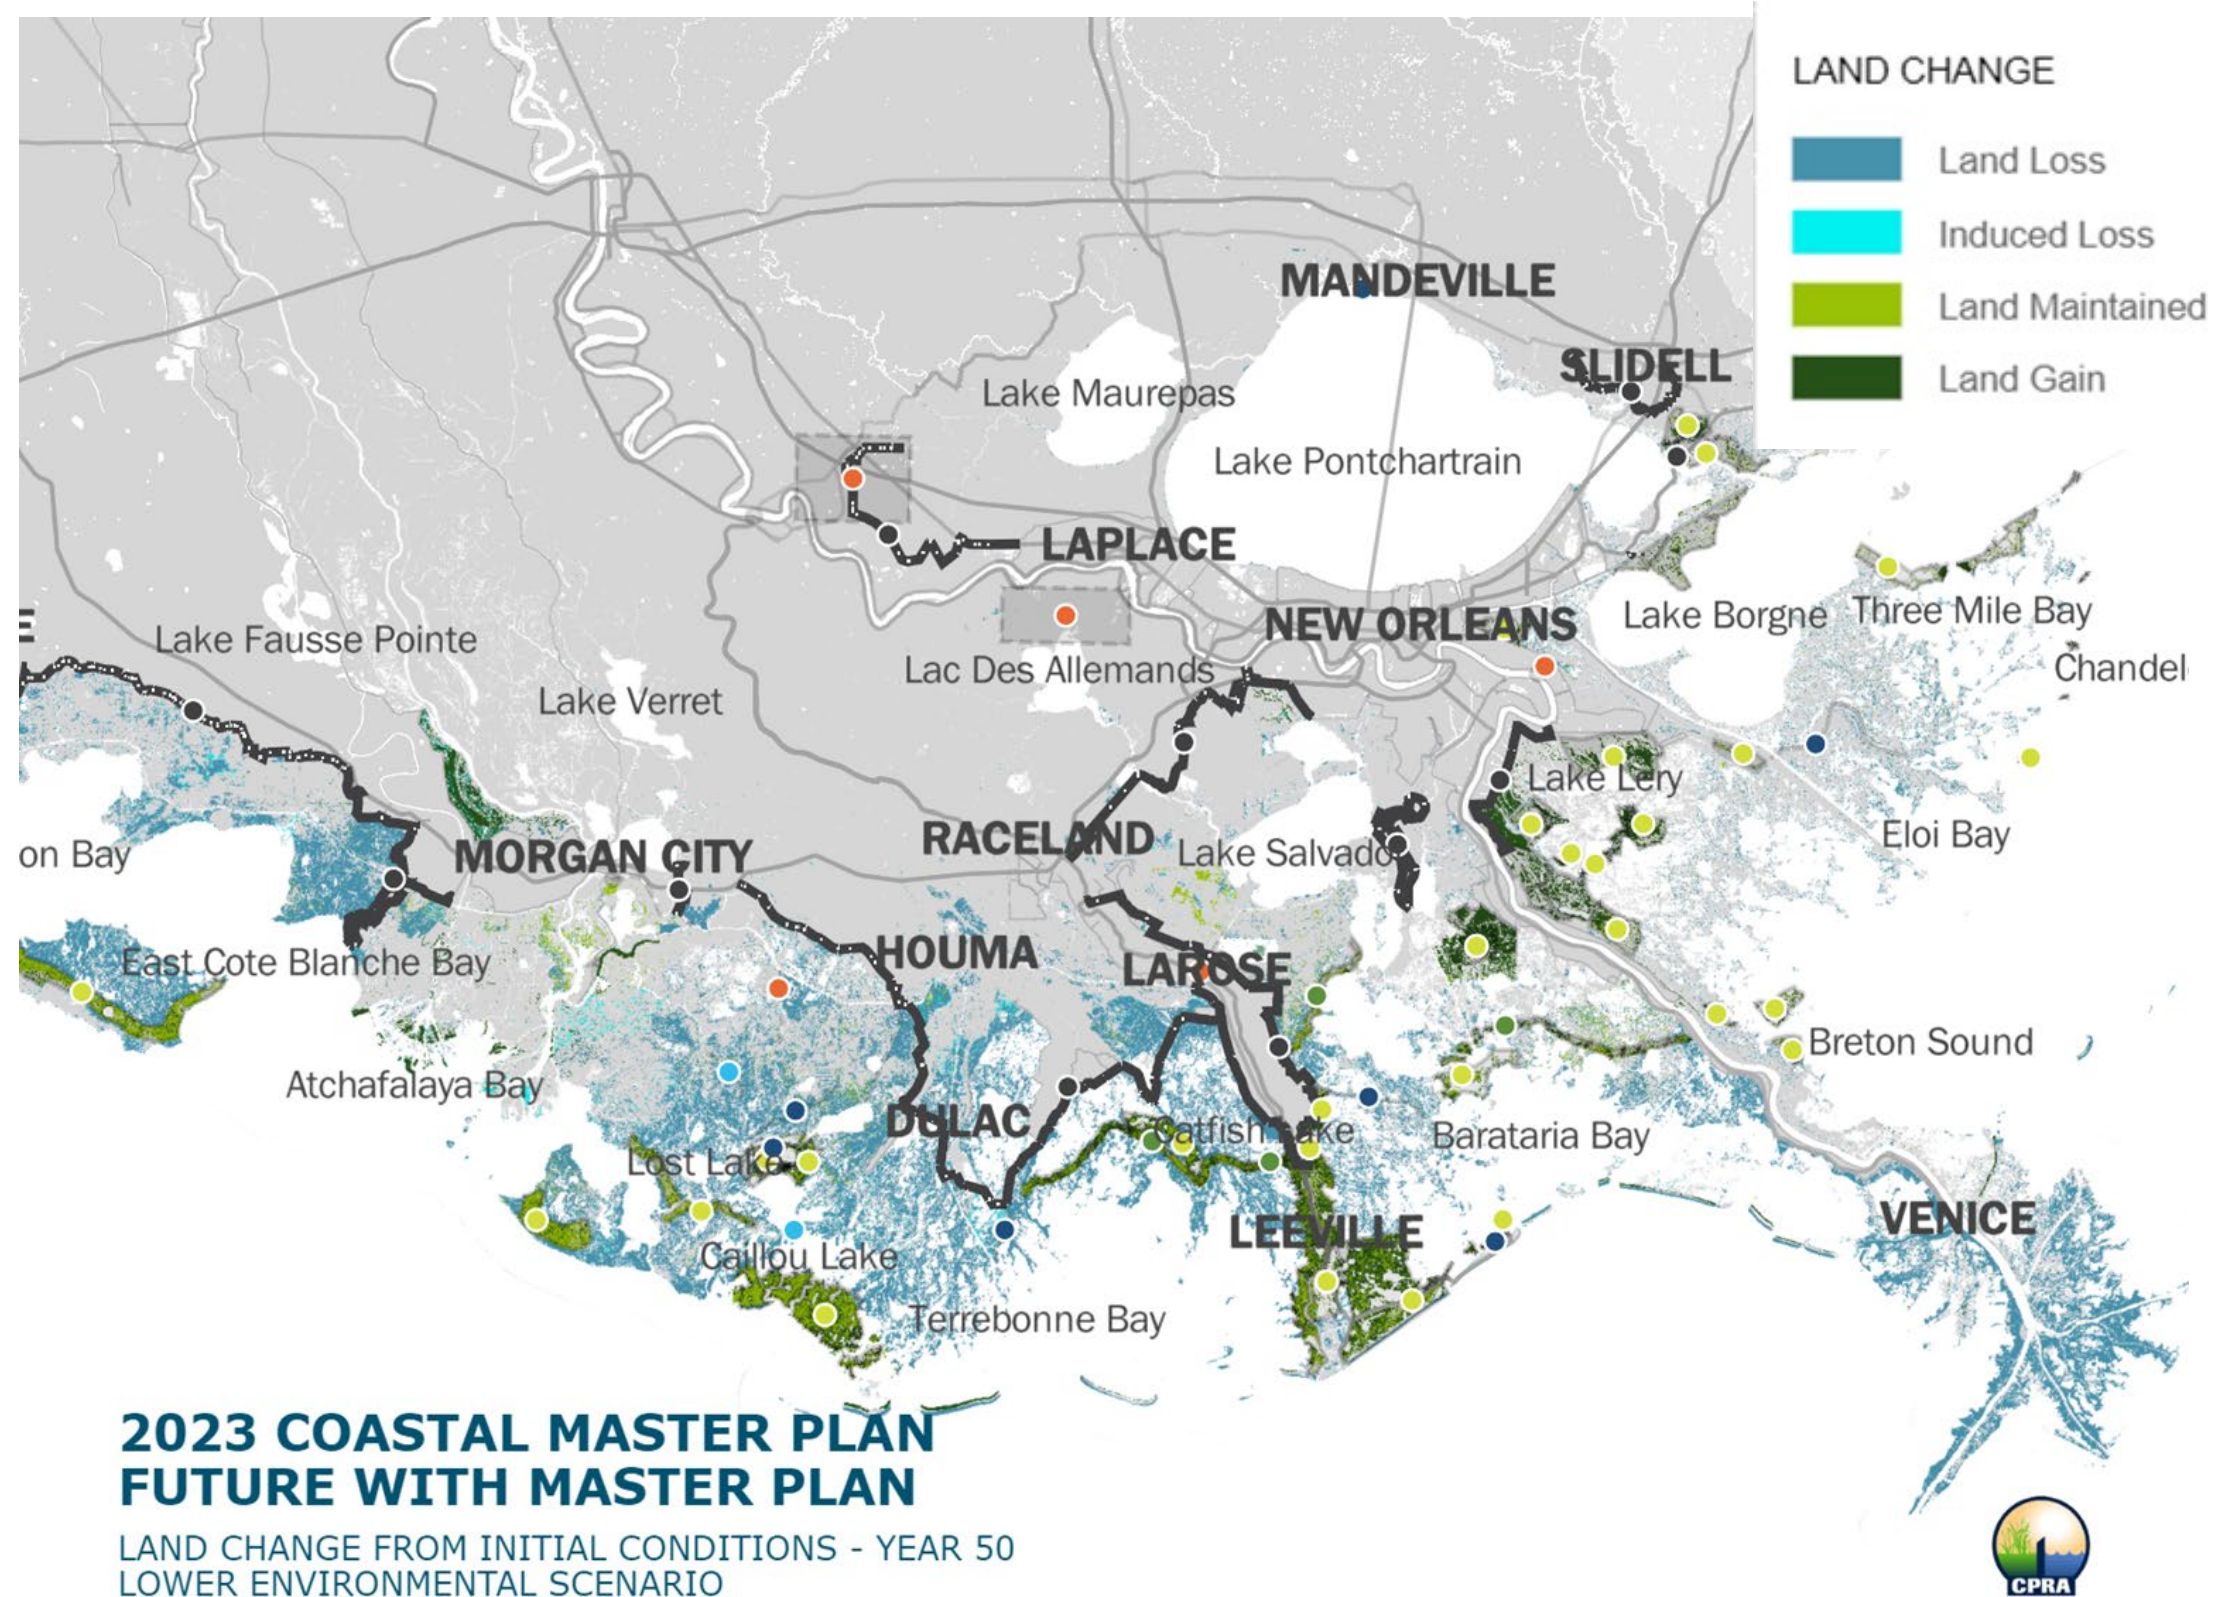 LAND CHANGE
Land Loss
Induced Loss
Land Maintained
Land Gain
MANDEVILLE
SLIDELL
Lake Maurepas
Lake Pontchartrain
LAPLACE
NEW ORLEANS
Lake Borgne
Three Mile Bay
E
Lake Fausse Pointe
Lac Des Allemands
Chandel
Lake Verret
Lake Lery
RACELAND
Eloi Bay
on Bay
MORGAN CITY
Lake Salvado
HOUMA
East Cote Blanche Bay
LAROSE
Breton Sound
Atchafalaya Bay
DULAC
Catfish Lake
Barataria Bay
Lost Lake
VENICE
LEEVILLE
Caillou Lake
Terrebonne Bay
2023 COASTAL MASTER PLAN
FUTURE WITH MASTER PLAN
LAND CHANGE FROM INITIAL CONDITIONS - YEAR 50
LOWER ENVIRONMENTAL SCENARIO
CPRA